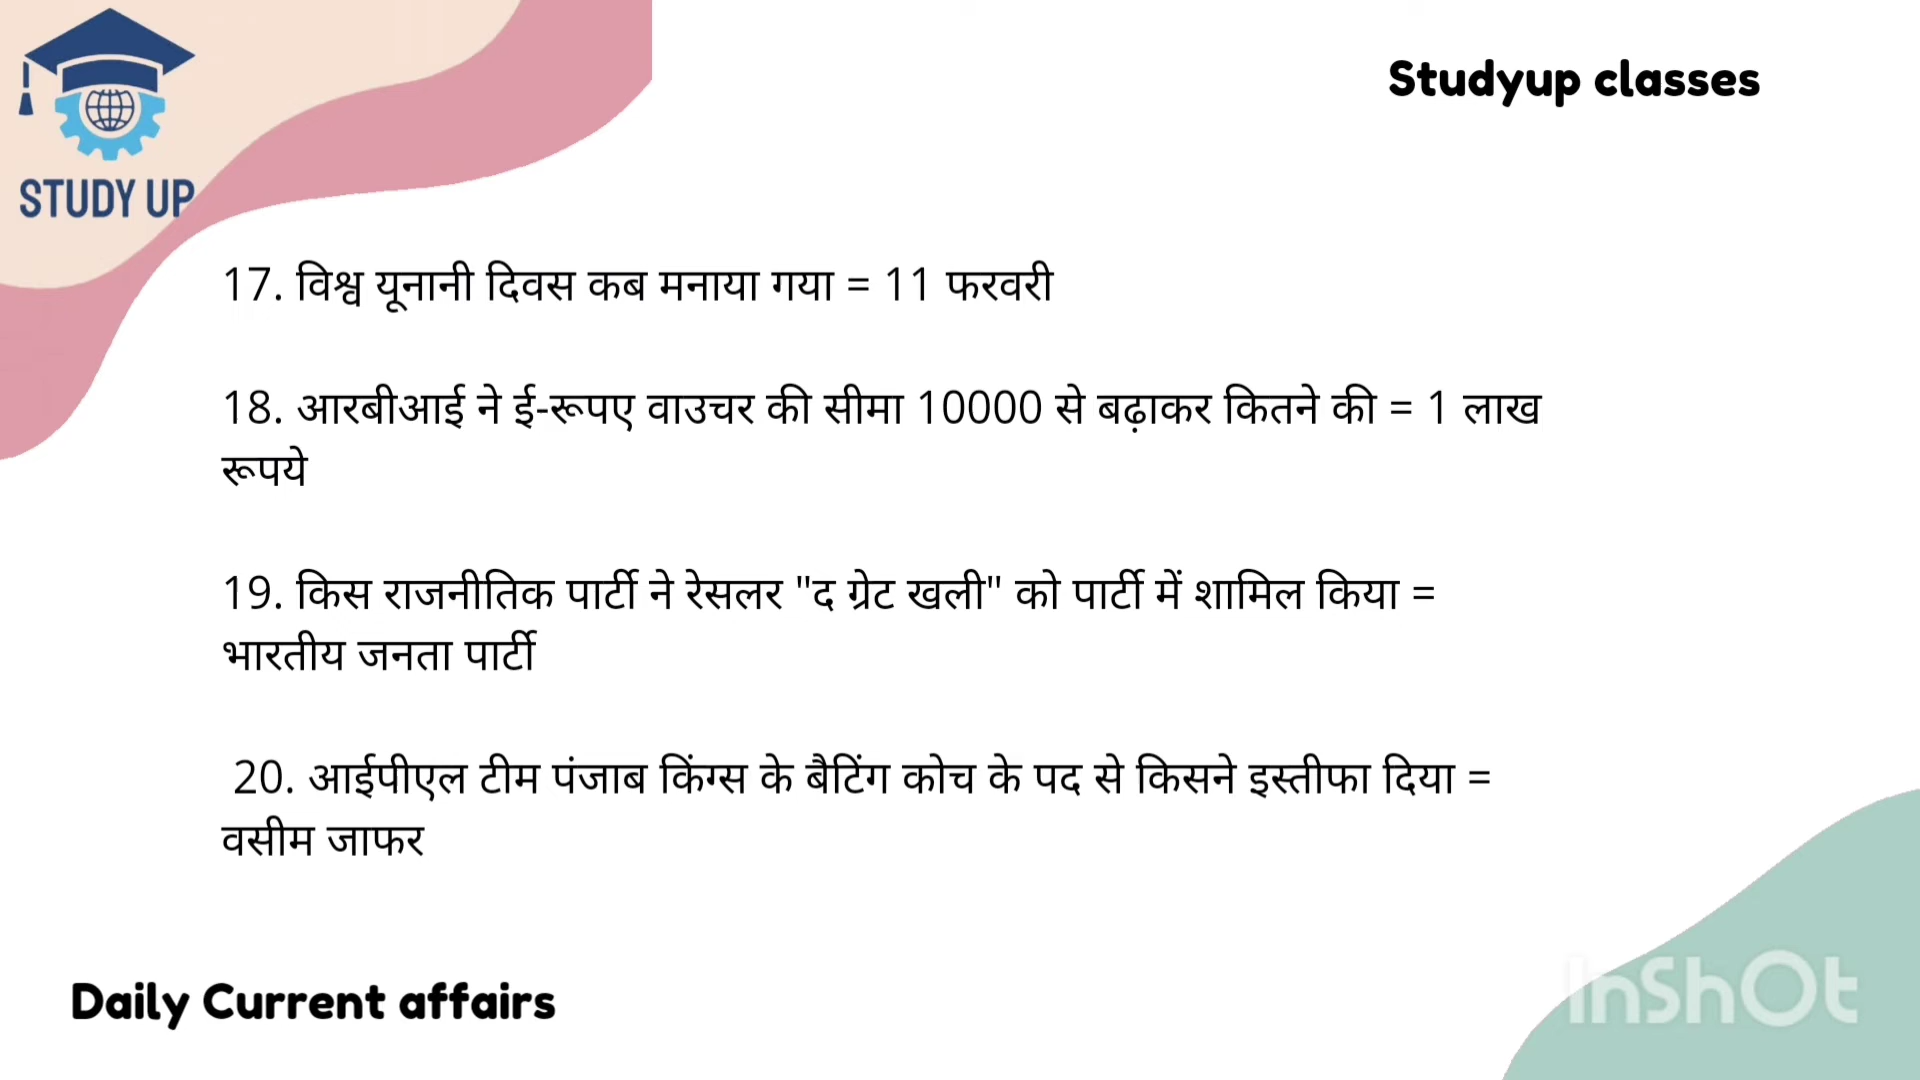 STUDY UP
Studyup classes
17. विश्व यूनानी दिवस कब मनाया गया = 11 फरवरी
18. आरबीआई ने ई-रूपए वाउचर की सीमा 10000 से बढ़ाकर कितने की = 1 लाख
रूपये
19. किस राजनीतिक पार्टी ने रेसलर "द ग्रेट खली" को पार्टी में शामिल किया =
भारतीय जनता पार्टी
20. आईपीएल टीम पंजाब किंग्स के बैटिंग कोच के पद से किसने इस्तीफा दिया =
वसीम जाफर
Daily Current affairs
InShOt